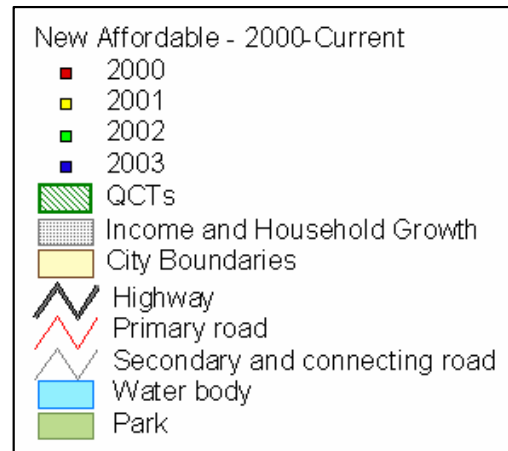 New Affordable - 2000-Current
2000
2001
2002
2003
QCTs
Income and Household Growth
City Boundaries
Highway
Primary road
Secondary and connecting road
Water body
Park